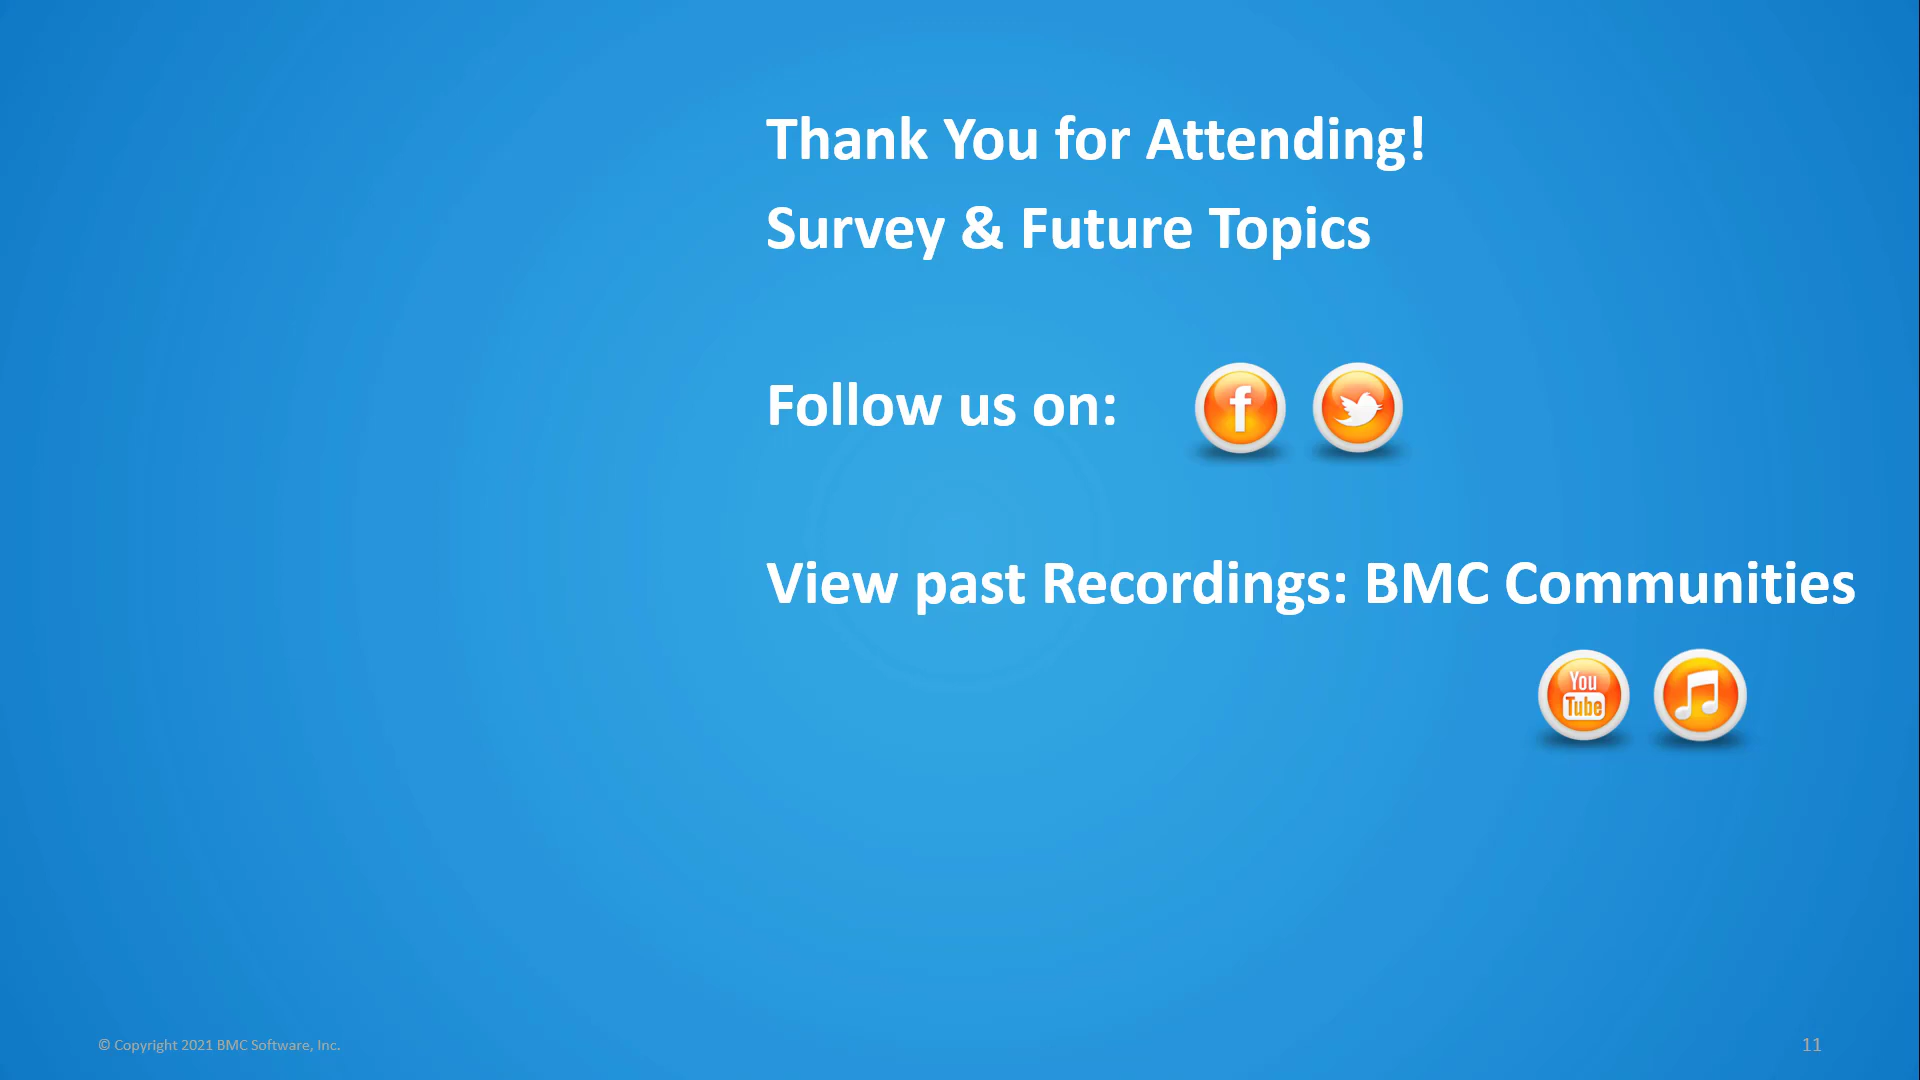 Thank You for Attending!
Survey & Future Topics
Follow us on:
f
View past Recordings: BMC Communities
You
Tube
© Copyright 2021 BMC Software, Inc.
11